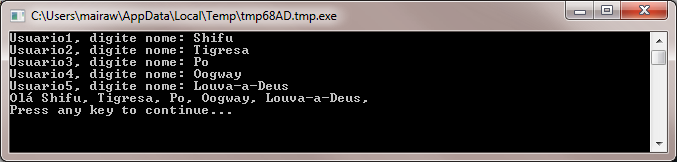 C:\Users\mairaw\AppData\Local\Temp\tmp68AD.tmp.exe
Usuario1, digite nome: Shifu
Usuario2, digite nome: Tigresa
Usuario3, digite nome: Po
Usuario4, digite nome: Oogway
Usuario5, digite nome: Louva-a-Deus
Olá Shifu, Tigresa, Po, Oogway, Louva-a-Deus,
Press any key to continue...